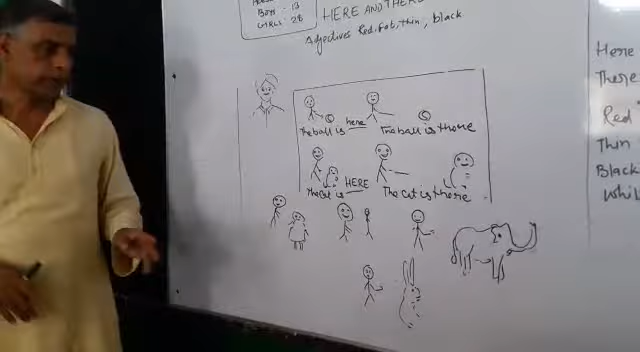 BOYS - 13
GIRLS - 28
HERE AND THERE
Adjectives Red, fat, thin, black
The ball is here The ball is there
The Cat is HERE The Cat is there
Here
There
Red
Thin
Black